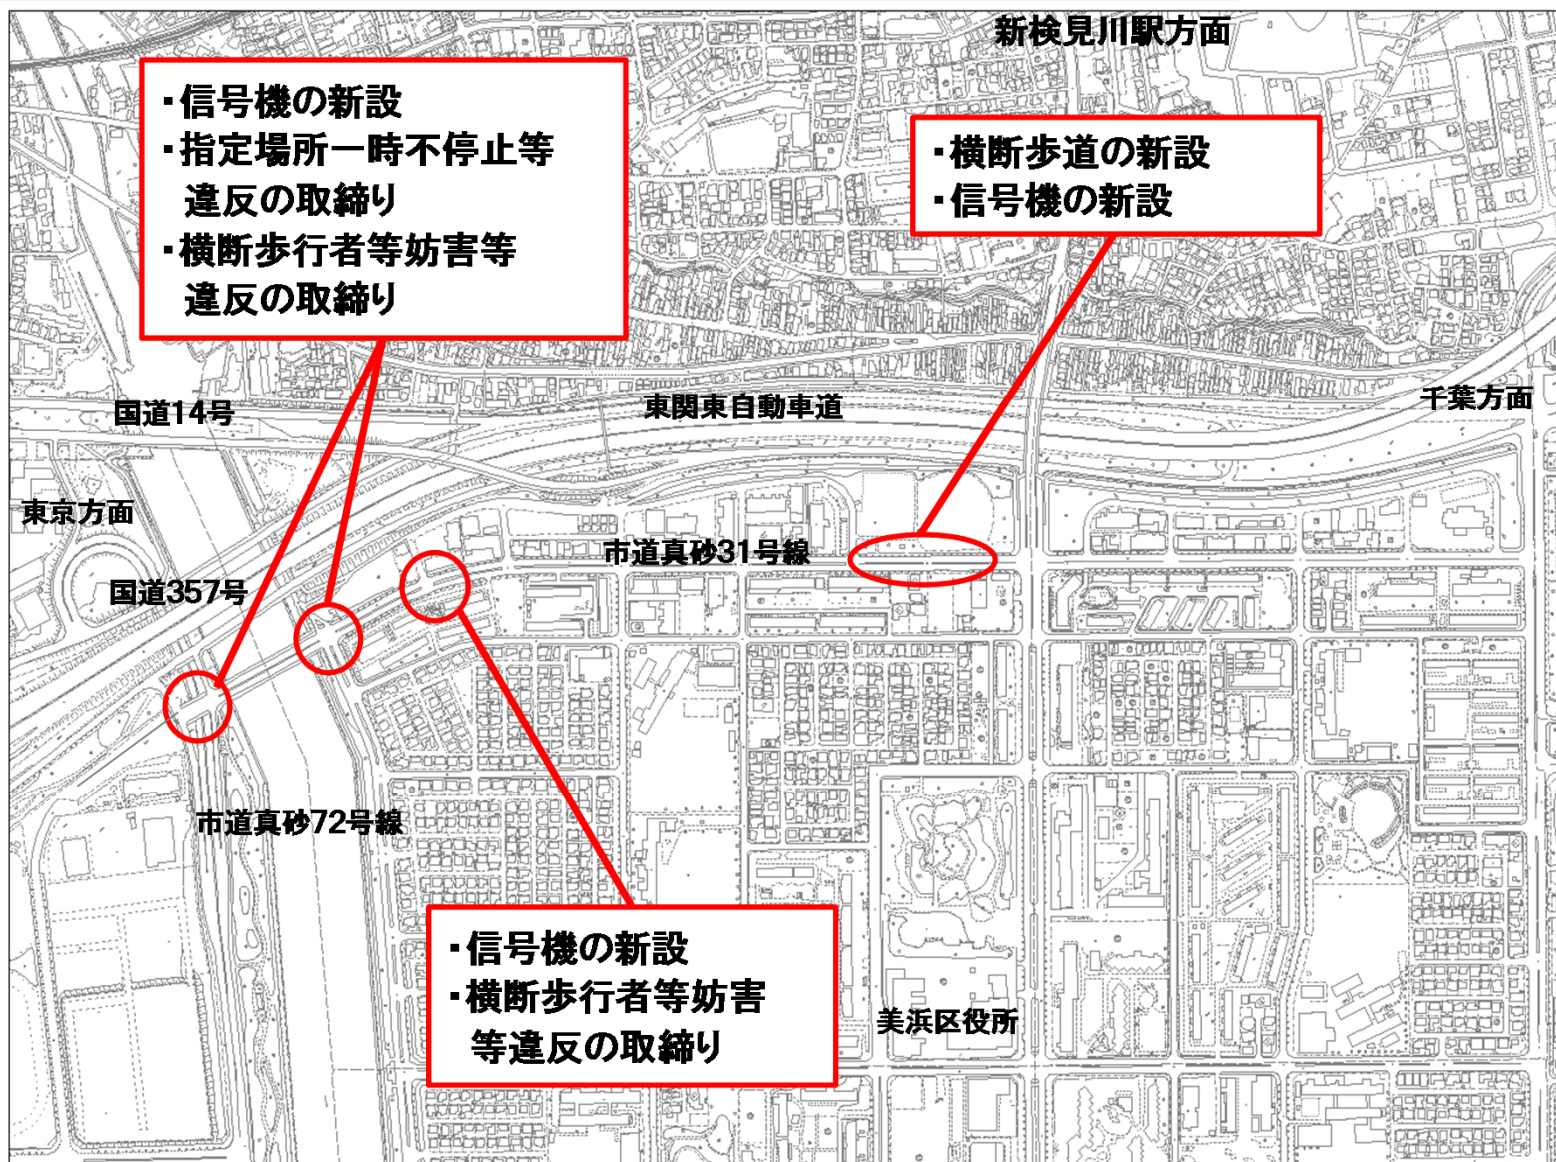 新検見川駅方面
・信号機の新設
・指定場所一時不停止等
違反の取締り
・横断歩行者等妨害等
違反の取締り
・横断歩道の新設
・信号機の新設
国道14号
東関東自動車道
千葉方面
東京方面
市道真砂31号線
国道357号
市道真砂72号線
・信号機の新設
・横断歩行者等妨害
等違反の取締り
美浜区役所